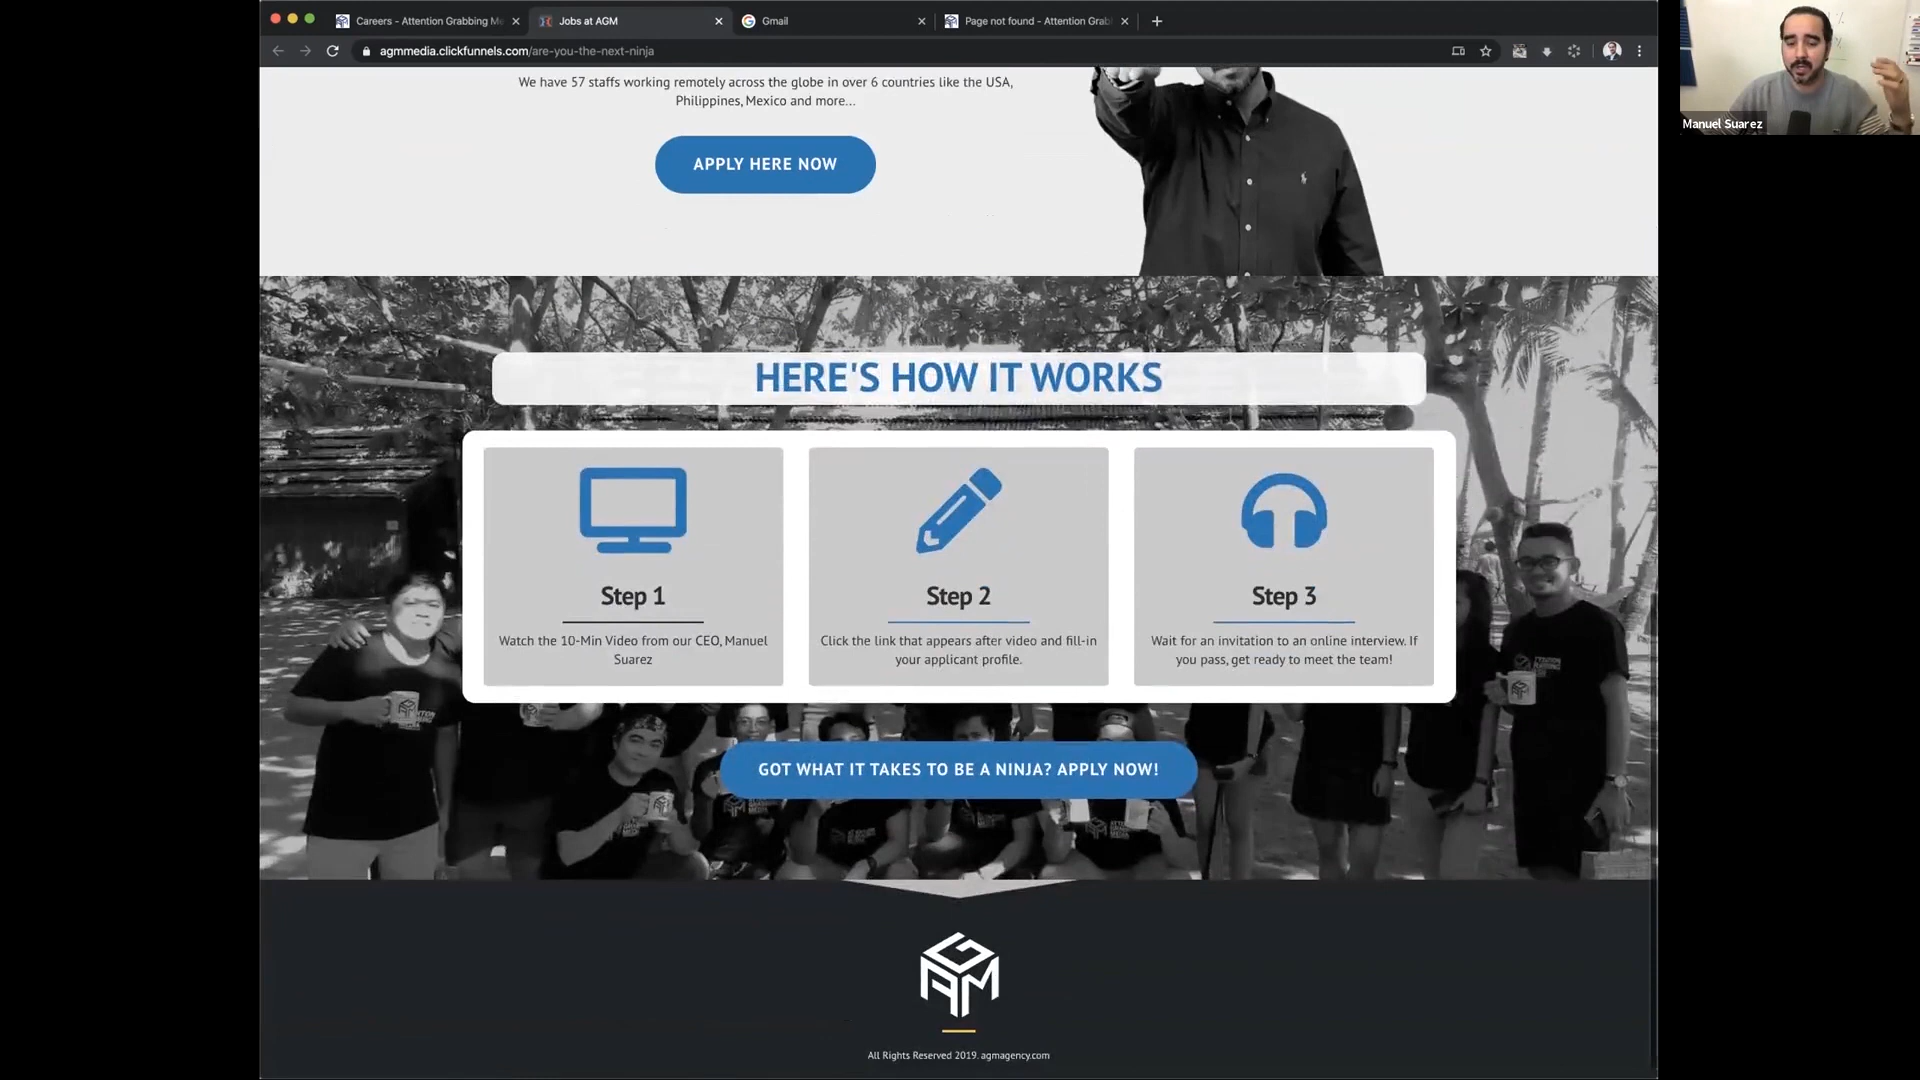 Careers - Attention Grabbing Me
Jobs at AGM
Gmail
Page not found - Attention Grab
agmmedia.clickfunnels.com/are-you-the-next-ninja
Manuel Suarez
We have 57 staffs working remotely across the globe in over 6 countries like the USA,
Philippines, Mexico and more...
APPLY HERE NOW
HERE'S HOW IT WORKS
Step 1
Watch the 10-Min Video from our CEO, Manuel
Suarez
Step 2
Click the link that appears after video and fill-in
your applicant profile.
Step 3
Wait for an invitation to an online interview. If
you pass, get ready to meet the team!
GOT WHAT IT TAKES TO BE A NINJA? APPLY NOW!
AGM
All Rights Reserved 2019. agmagency.com